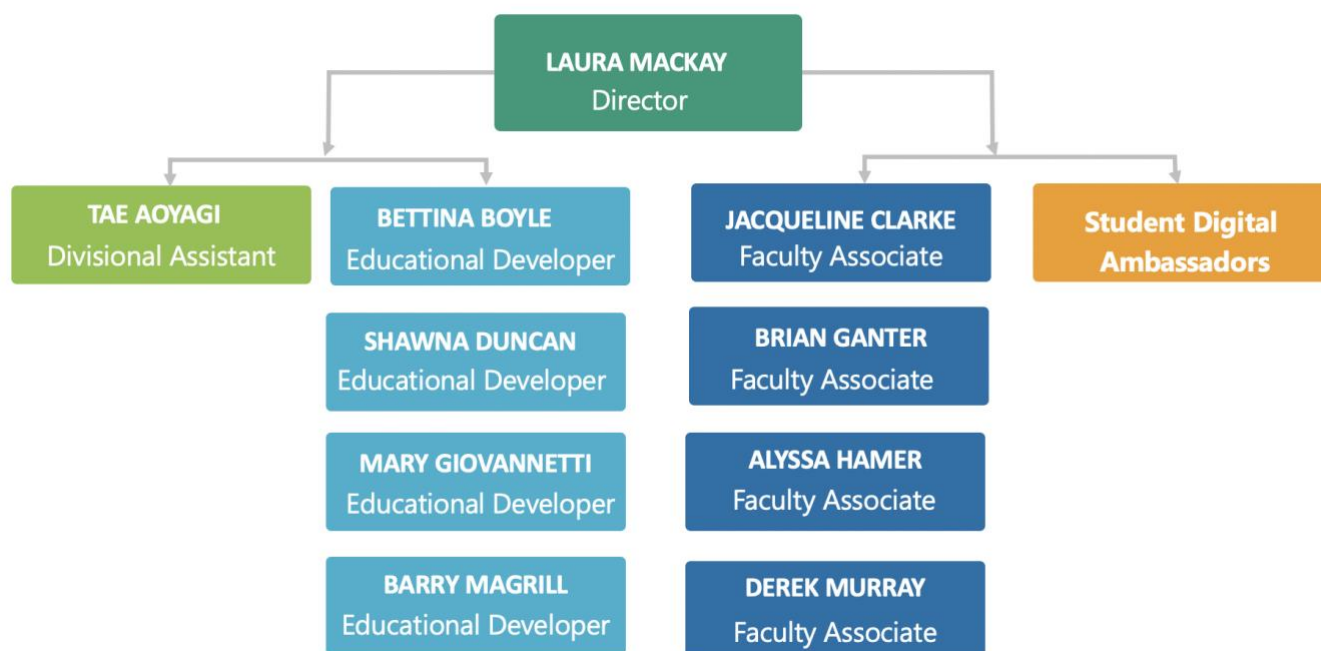 LAURA MACKAY
Director
TAE AOYAGI
Divisional Assistant
BETTINA BOYLE
Educational Developer
JACQUELINE CLARKE
Faculty Associate
Student Digital
Ambassadors
SHAWNA DUNCAN
Educational Developer
BRIAN GANTER
Faculty Associate
MARY GIOVANNETTI
Educational Developer
ALYSSA HAMER
Faculty Associate
BARRY MAGRILL
Educational Developer
DEREK MURRAY
Faculty Associate